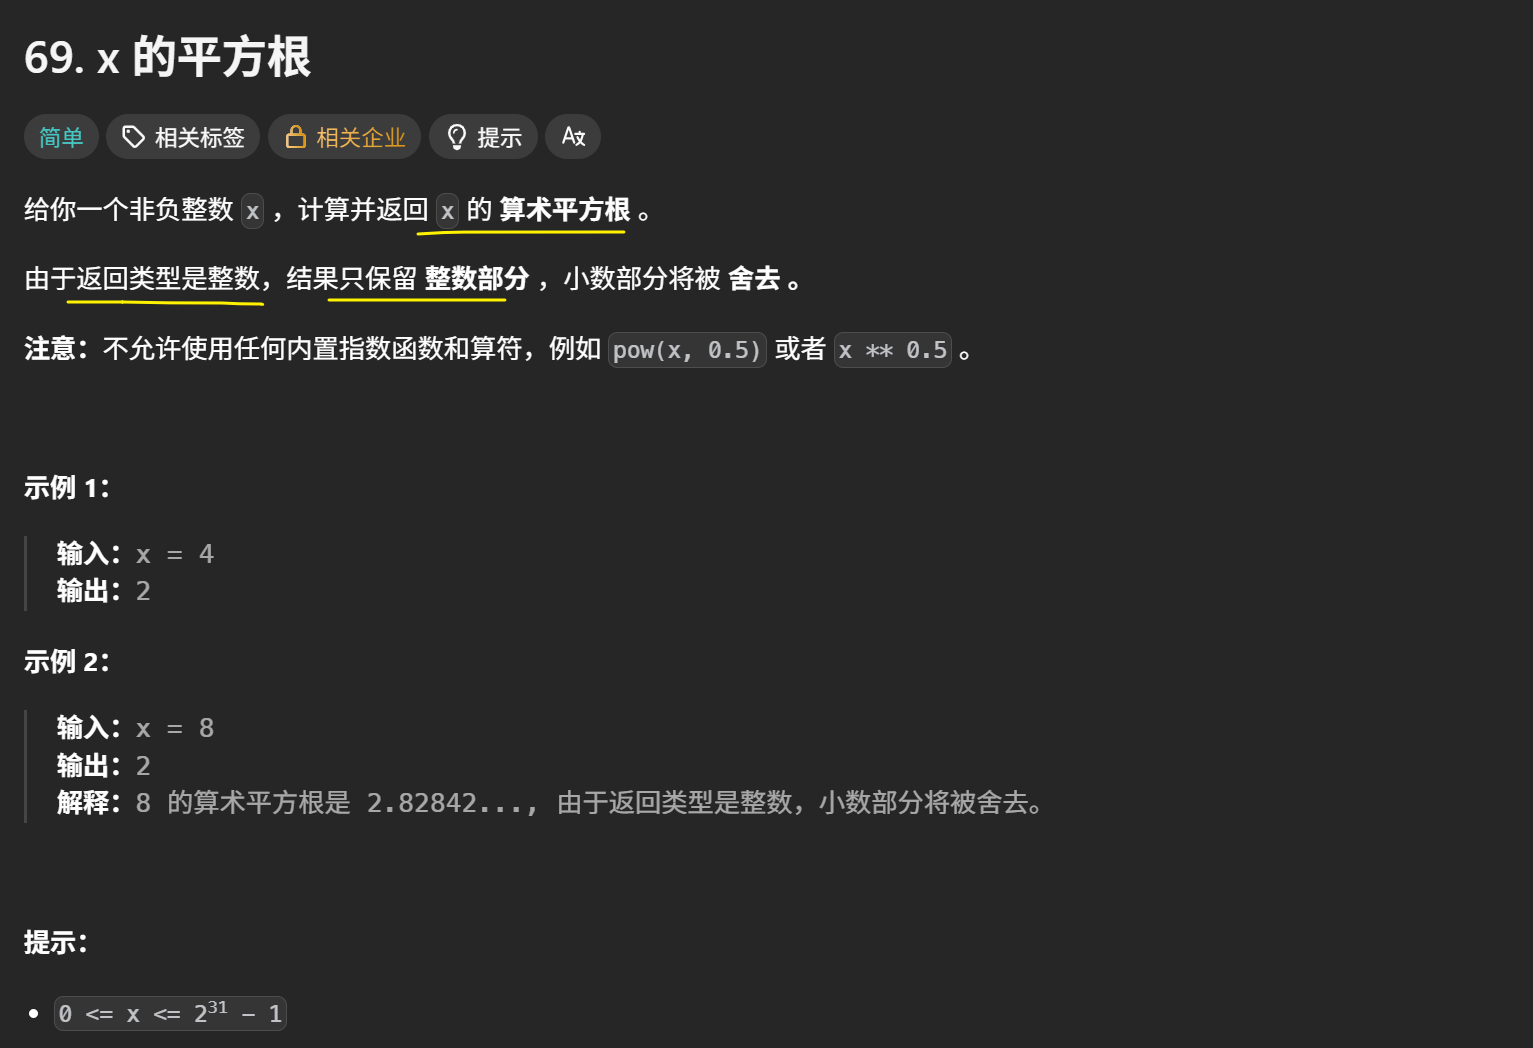 69. x 的平方根
简单 相关标签 相关企业 提示 Ax
给你一个非负整数 x ，计算并返回 x 的 算术平方根 。
由于返回类型是整数，结果只保留 整数部分 ，小数部分将被 舍去 。
注意：不允许使用任何内置指数函数和算符，例如 pow(x, 0.5) 或者 x ** 0.5 。
示例 1：
输入：x = 4
输出：2
示例 2：
输入：x = 8
输出：2
解释：8 的算术平方根是 2.82842..., 由于返回类型是整数，小数部分将被舍去。
提示：
• 0 <= x <= 2³¹ - 1